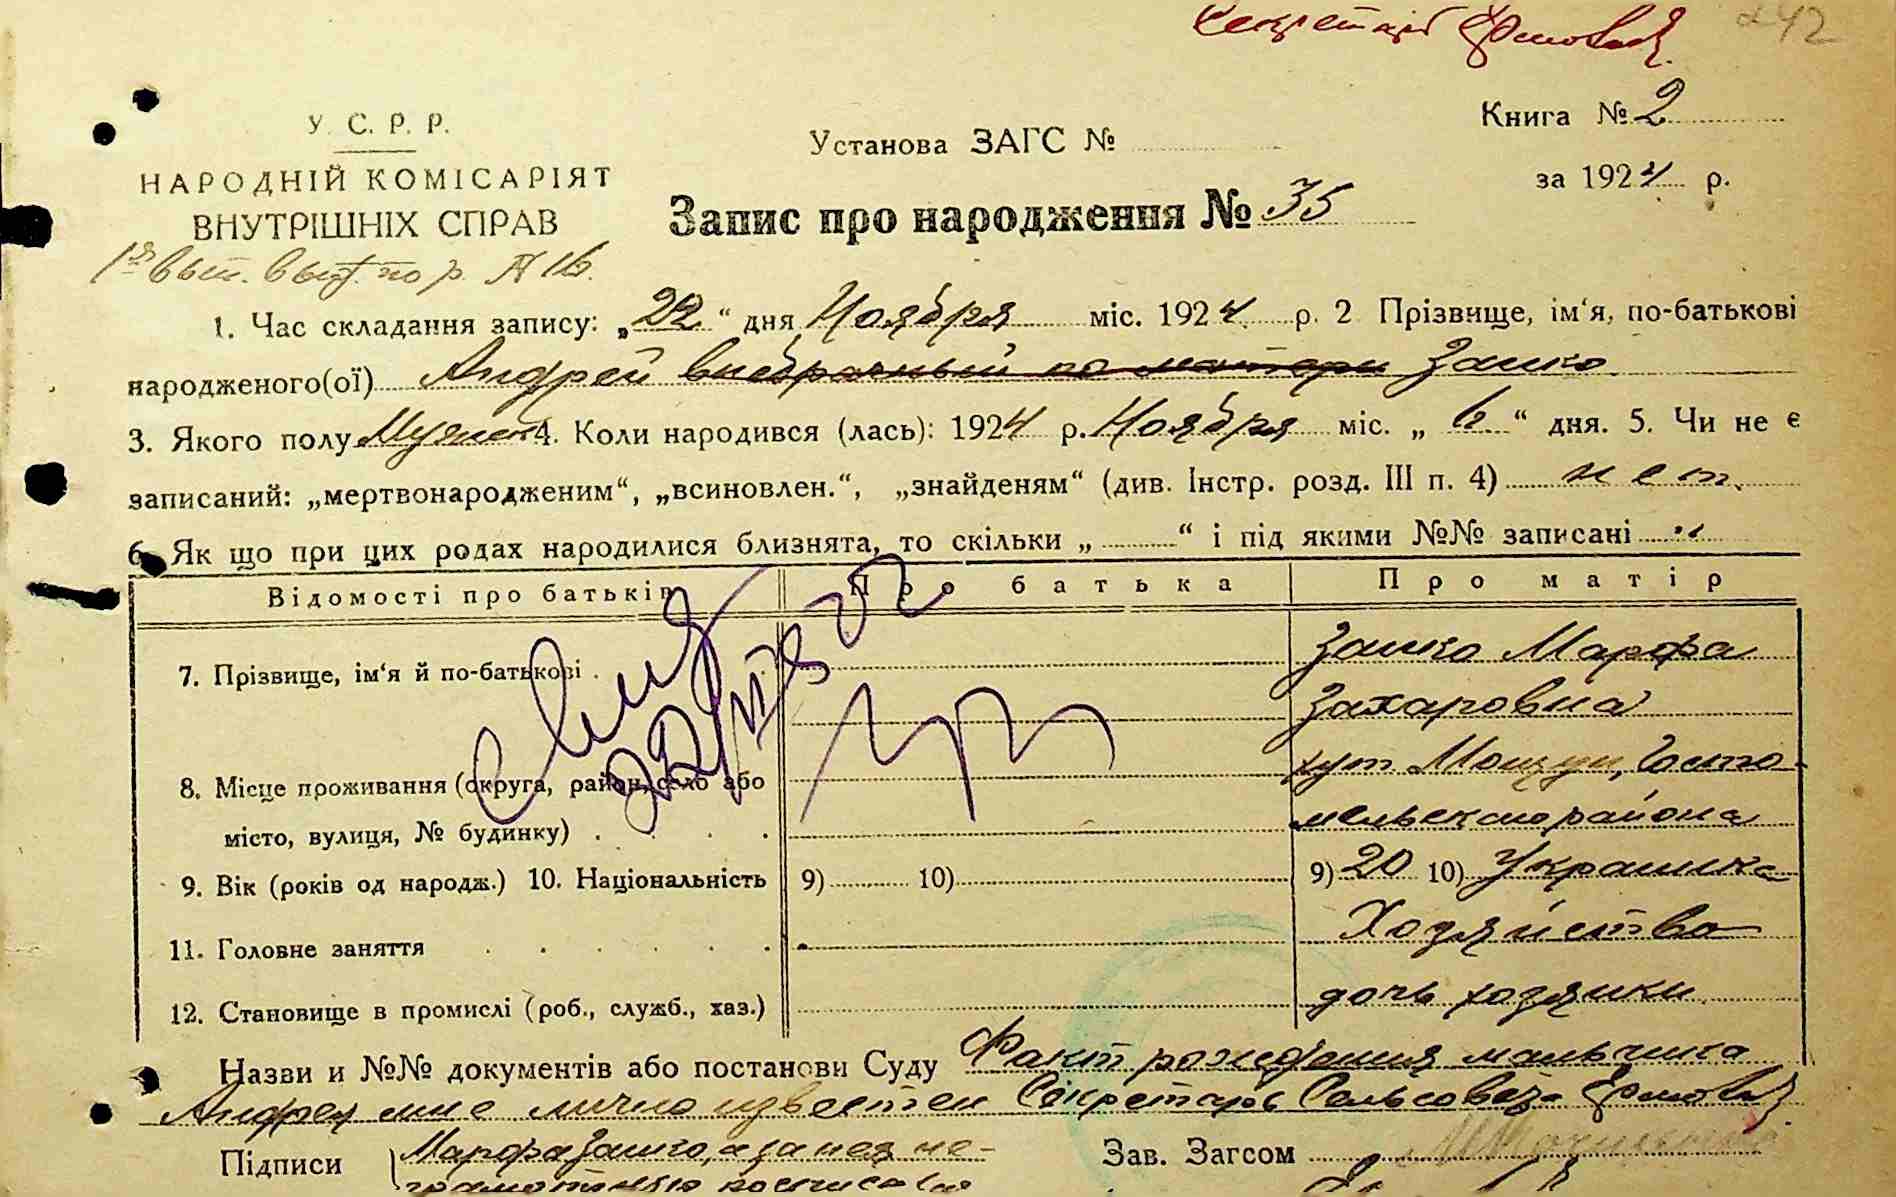 Секретарь Ермовая
242
У. С. Р. Р.
НАРОДНІЙ КОМІСАРІЯТ
ВНУТРІШНІХ СПРАВ
Установа ЗАГС №
Книга № 2
за 1924 р.
Запис про народження № 35
1. Час складання запису: „22“ дня Ноября міс. 1924 р. 2 Прізвище, ім'я, по-батькові
народженого(ої) Андрей внебрачный по матери Зашко
3. Якого полу Мужск 4. Коли народився (лась): 1924 р. Ноября міс. „ 6 “ дня. 5. Чи не є
записаний: „мертвонародженим“, „всиновлен.“, „знайденям“ (див. Інстр. розд. III п. 4) нет.
6. Як що при цих родах народилися близнята, то скільки „ “ і під якими №№ записані "
Відомості про батьків Про батька Про матір
7. Прізвище, ім'я й по-батькові . Зашко Марфа
Захаровна
8. Місце проживання (округа, район, село або хут Мощун, Госто-
місто, вулиця, № будинку) . . . . мельского района
9. Вік (років од народж.) 10. Національність 9) 10) 9) 20 10) Украинка
11. Головне заняття . . . . . . Хозяйство
12. Становище в промислі (роб., служб., хаз.) дочь хозяйки
Назви и №№ документів або постанови Суду Факт рождения мальчика
Андрея мне лично известен Секретарь Сельсовета
Підписи Марфа Зашко, а за нея не-
Зав. Загсом
грамотную